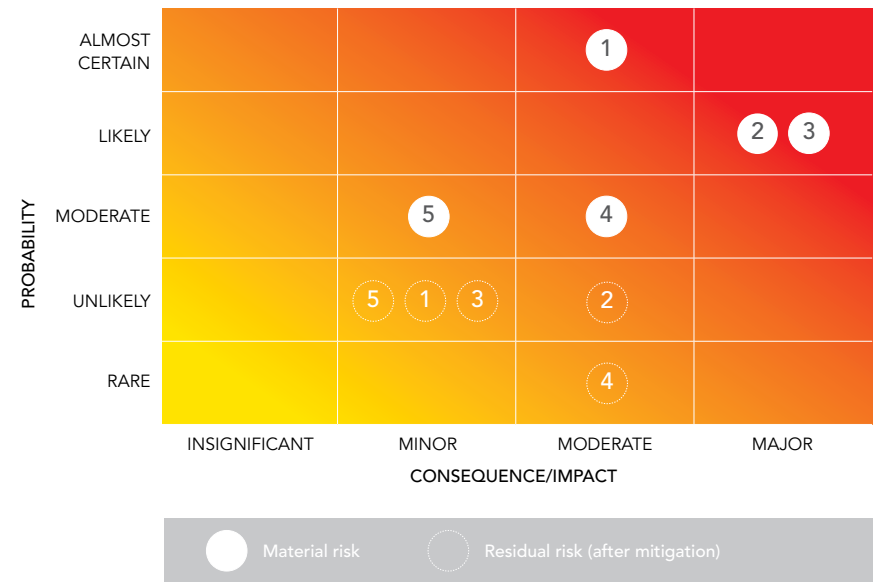 ALMOST
CERTAIN
1
LIKELY
2 3
PROBABILITY
MODERATE
5 4
UNLIKELY
5 1 3 2
RARE
4
INSIGNIFICANT MINOR MODERATE MAJOR
CONSEQUENCE/IMPACT
Material risk Residual risk (after mitigation)